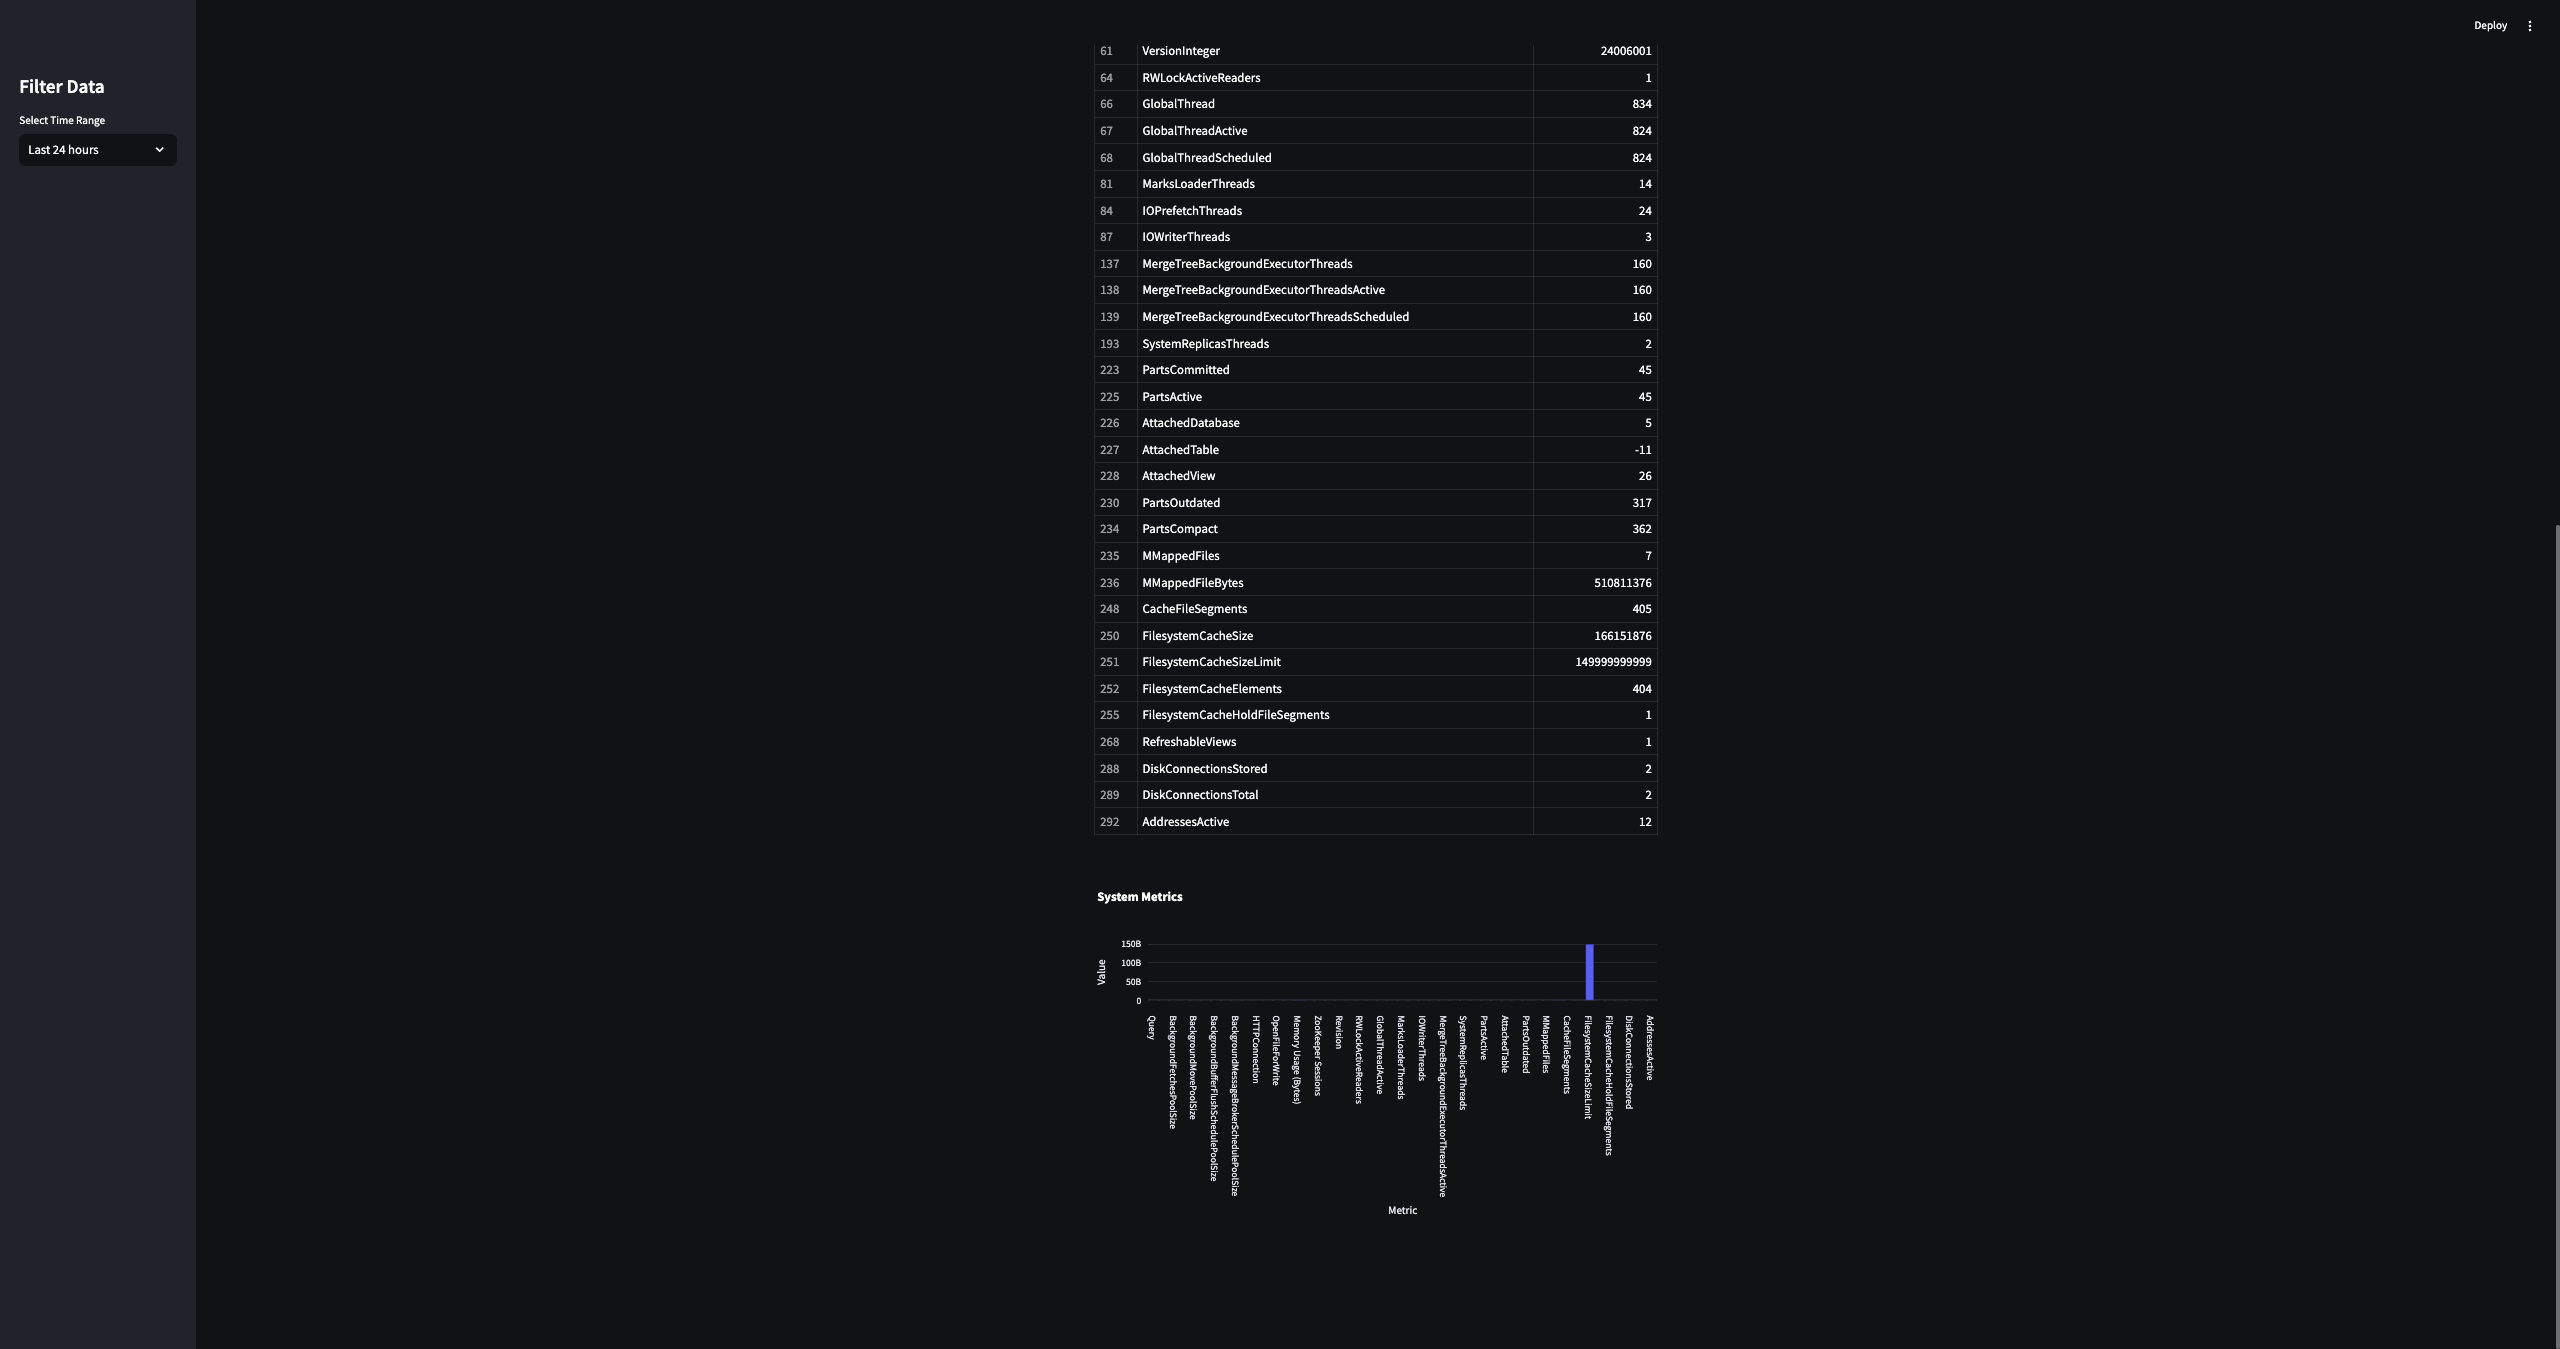 Deploy
Filter Data
Select Time Range
Last 24 hours
61 VersionInteger 24006001
64 RWLockActiveReaders 1
66 GlobalThread 834
67 GlobalThreadActive 824
68 GlobalThreadScheduled 824
81 MarksLoaderThreads 14
84 IOPrefetchThreads 24
87 IOWriterThreads 3
137 MergeTreeBackgroundExecutorThreads 160
138 MergeTreeBackgroundExecutorThreadsActive 160
139 MergeTreeBackgroundExecutorThreadsScheduled 160
193 SystemReplicasThreads 2
223 PartsCommitted 45
225 PartsActive 45
226 AttachedDatabase 5
227 AttachedTable -11
228 AttachedView 26
230 PartsOutdated 317
234 PartsCompact 362
235 MMappedFiles 7
236 MMappedFileBytes 510811376
248 CacheFileSegments 405
250 FilesystemCacheSize 166151876
251 FilesystemCacheSizeLimit 149999999999
252 FilesystemCacheElements 404
255 FilesystemCacheHoldFileSegments 1
268 RefreshableViews 1
288 DiskConnectionsStored 2
289 DiskConnectionsTotal 2
292 AddressesActive 12
System Metrics
Value
150B
100B
50B
0
Query
BackgroundFetchesPoolSize
BackgroundMovePoolSize
BackgroundBufferFlushSchedulePoolSize
BackgroundMessageBrokerSchedulePoolSize
HTTPConnection
OpenFileForWrite
Memory Usage (Bytes)
ZooKeeper Sessions
Revision
RWLockActiveReaders
GlobalThreadActive
MarksLoaderThreads
IOWriterThreads
MergeTreeBackgroundExecutorThreadsActive
SystemReplicasThreads
PartsActive
AttachedTable
PartsOutdated
MMappedFiles
CacheFileSegments
FilesystemCacheSizeLimit
FilesystemCacheHoldFileSegments
DiskConnectionsStored
AddressesActive
Metric